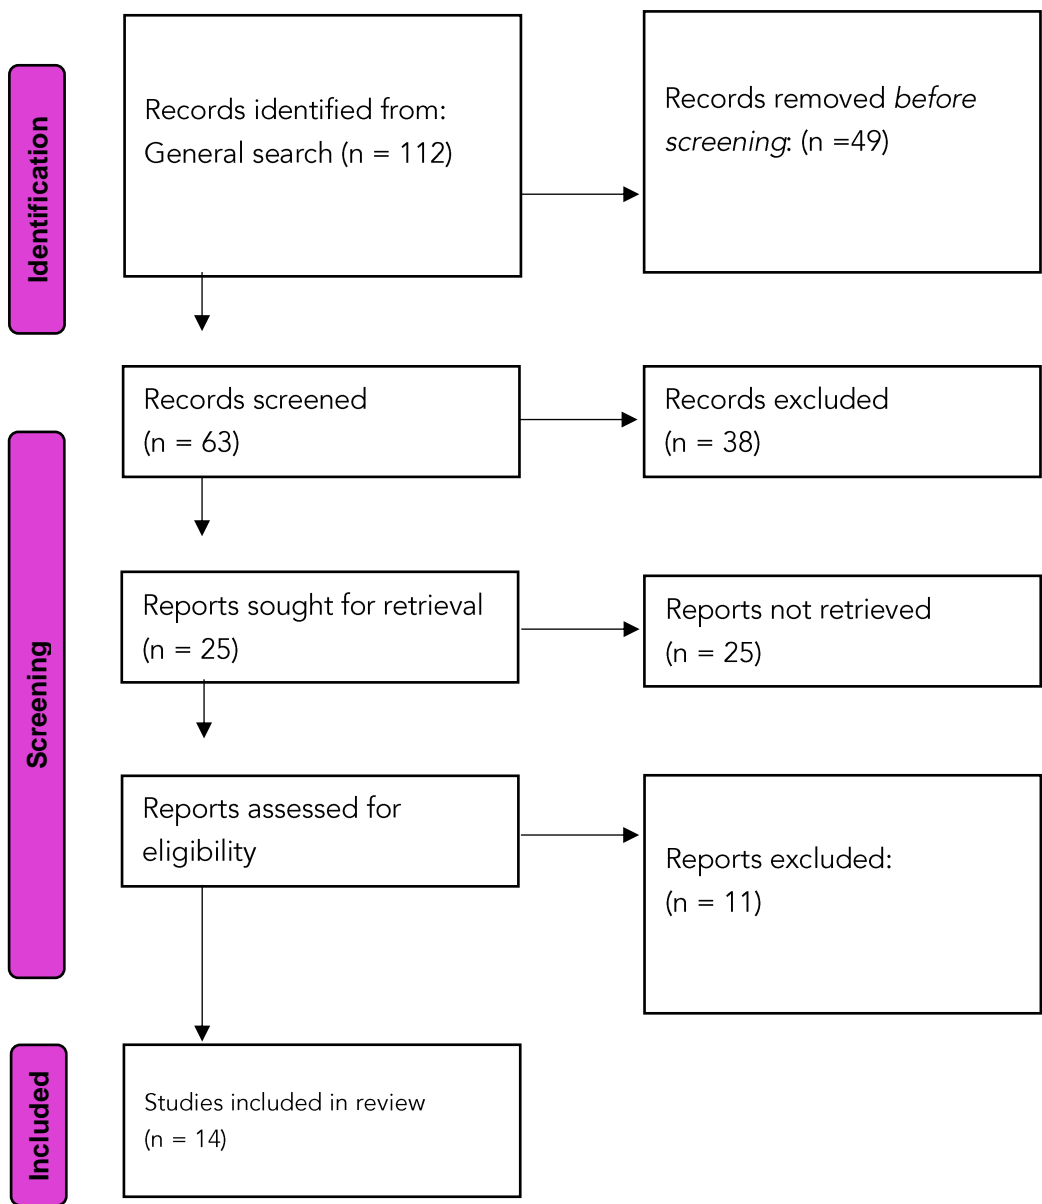 Identification
Records identified from:
General search (n = 112)
Records removed before
screening: (n =49)
Screening
Records screened
(n = 63)
Records excluded
(n = 38)
Reports sought for retrieval
(n = 25)
Reports not retrieved
(n = 25)
Reports assessed for
eligibility
Reports excluded:
(n = 11)
Included
Studies included in review
(n = 14)